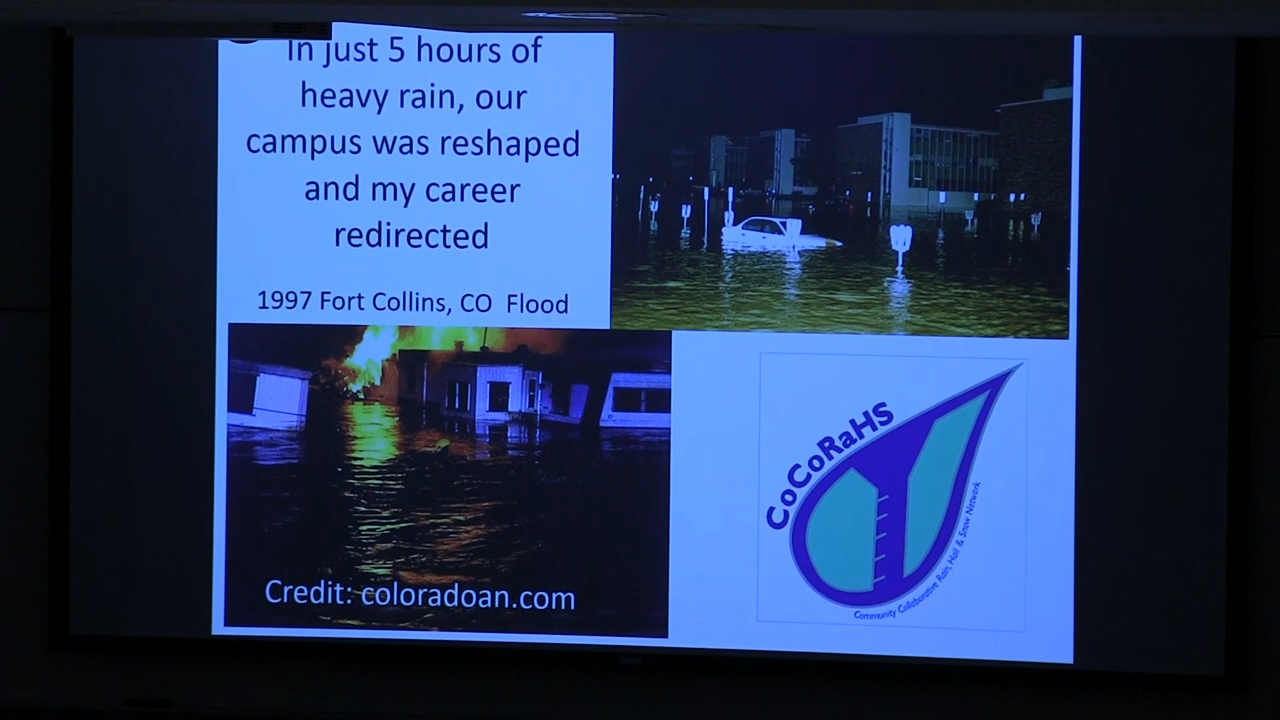 In just 5 hours of
heavy rain, our
campus was reshaped
and my career
redirected
1997 Fort Collins, CO Flood
Credit: coloradoan.com
CoCoRaHS
Community Collaborative Rain, Hail & Snow Network